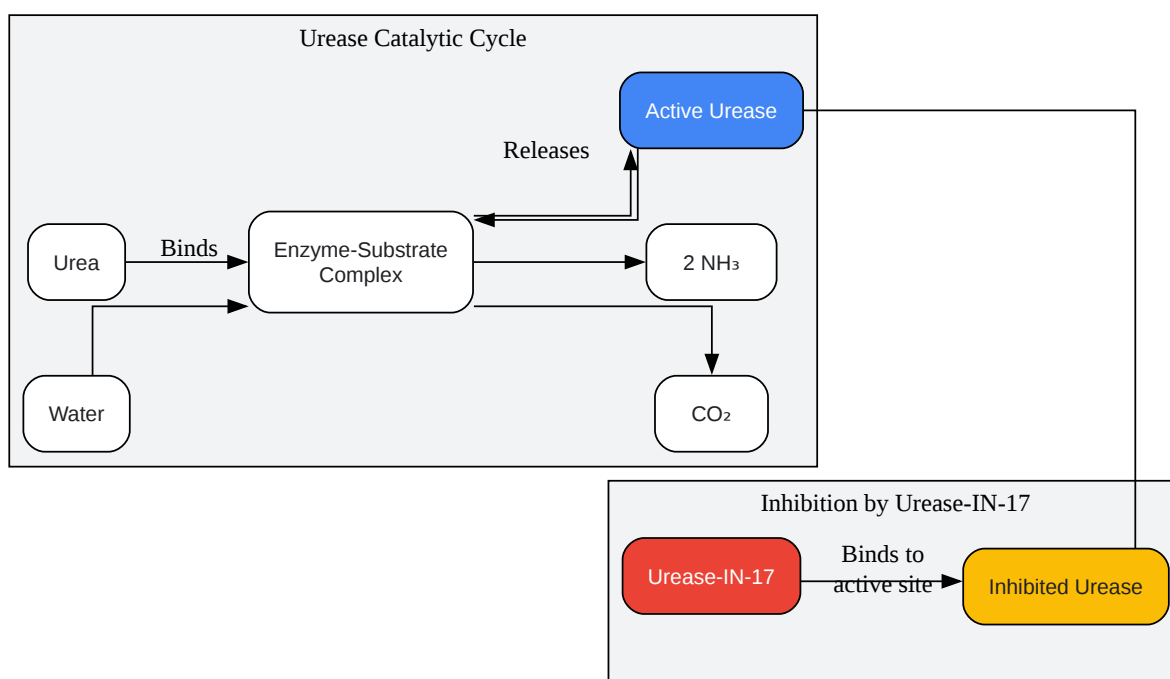 Urease Catalytic Cycle
Active Urease
Releases
Urea
Binds
Enzyme-Substrate
Complex
2 NH₃
Water
CO₂
Inhibition by Urease-IN-17
Urease-IN-17
Binds to
active site
Inhibited Urease